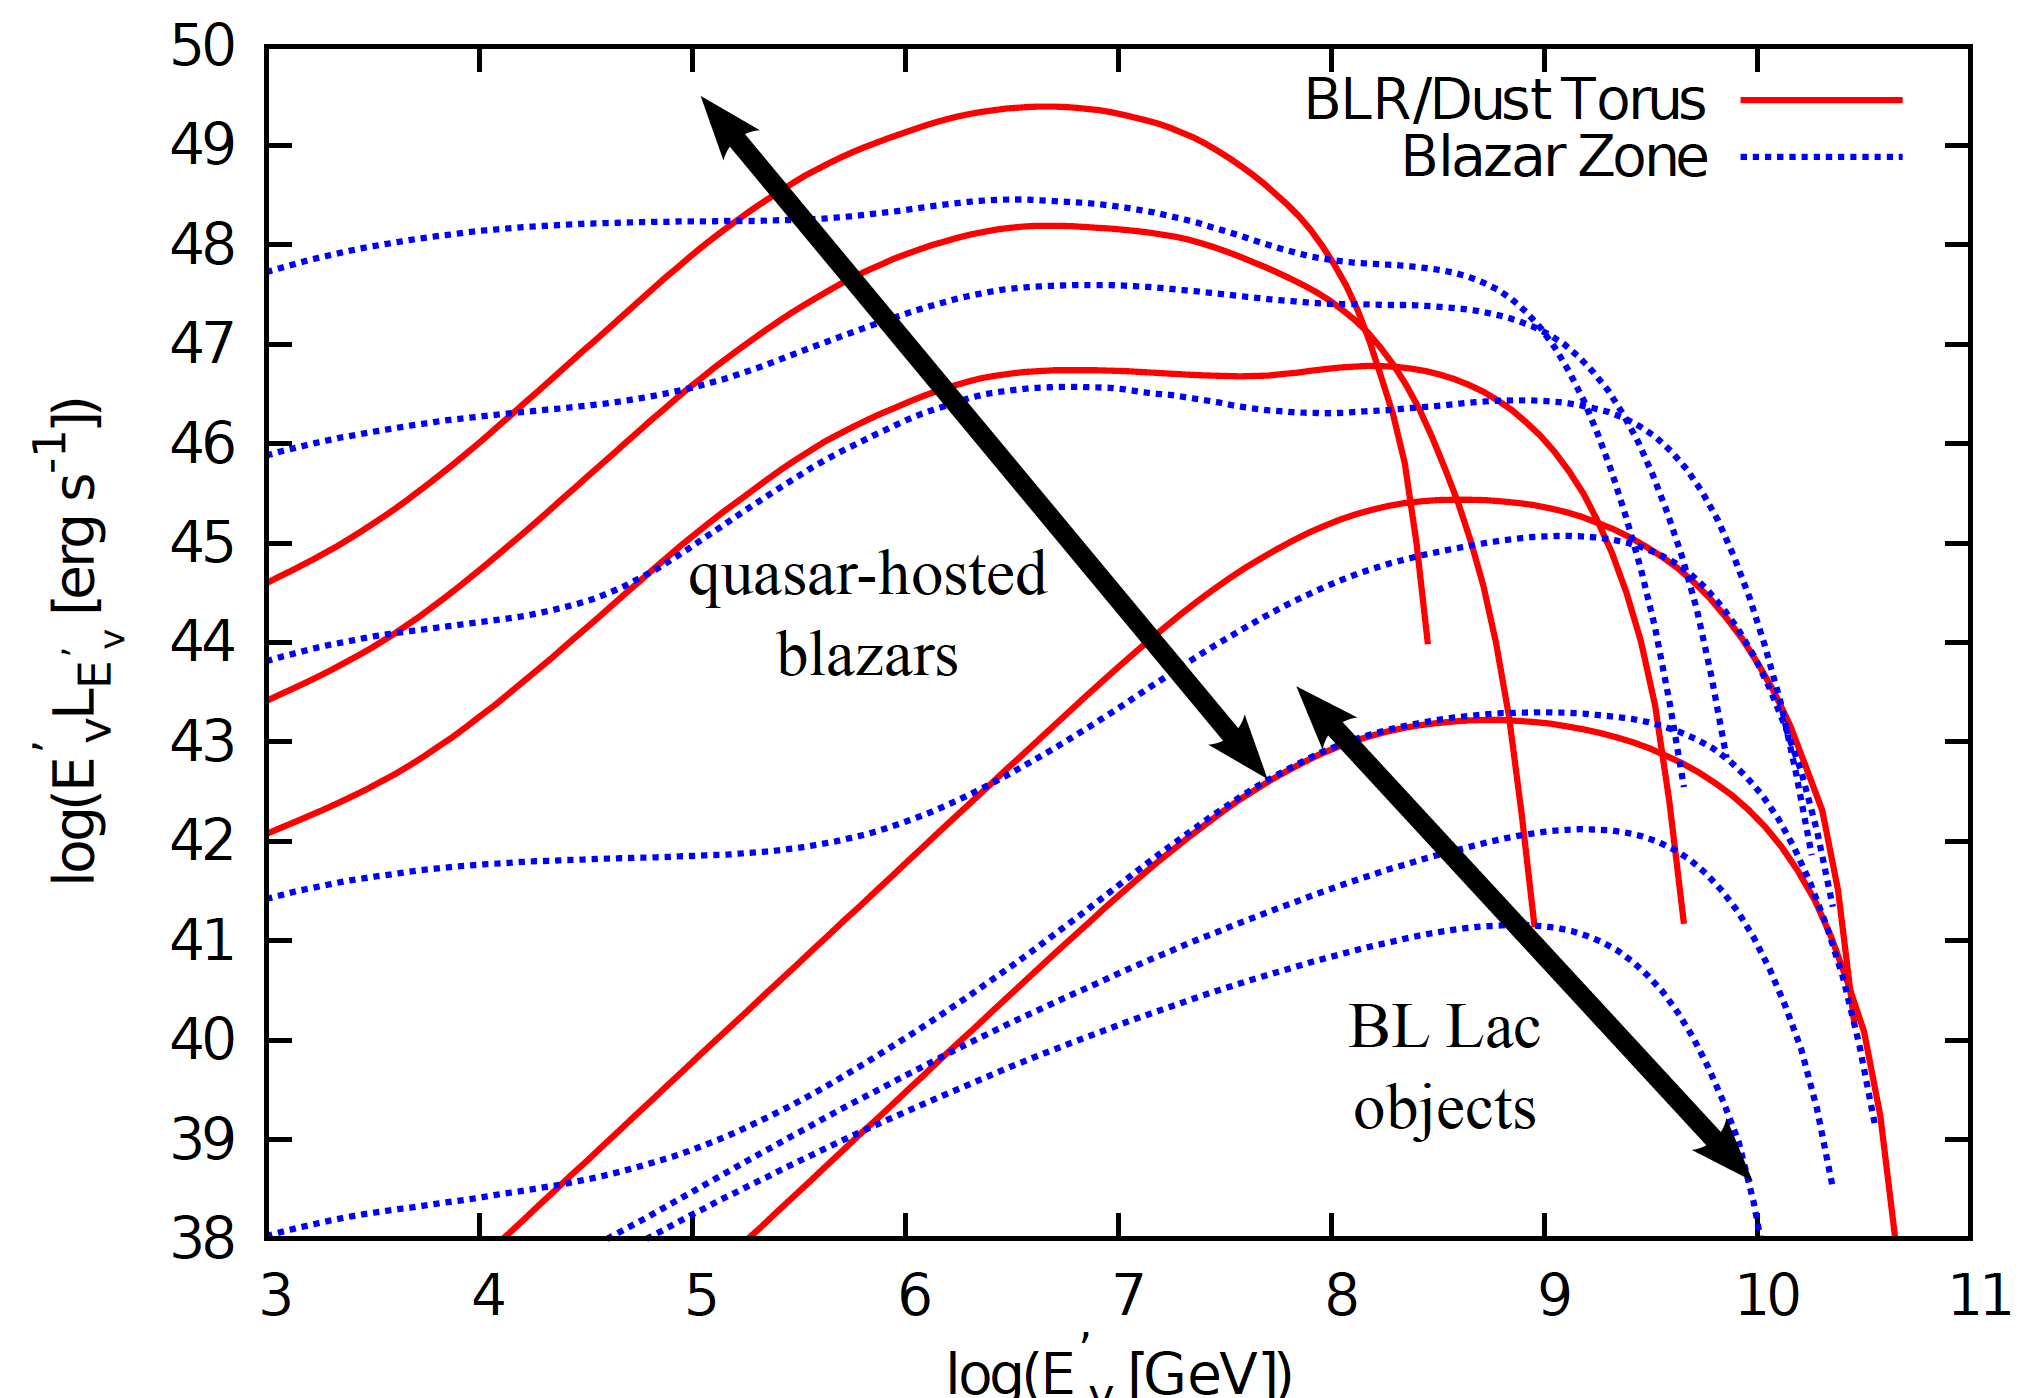 50
49
48
47
46
45
44
43
42
41
40
39
38
log(E'ν LE'ν [erg s-1])
BLR/Dust Torus
Blazar Zone
quasar-hosted
blazars
BL Lac
objects
3 4 5 6 7 8 9 10 11
log(E'ν [GeV])